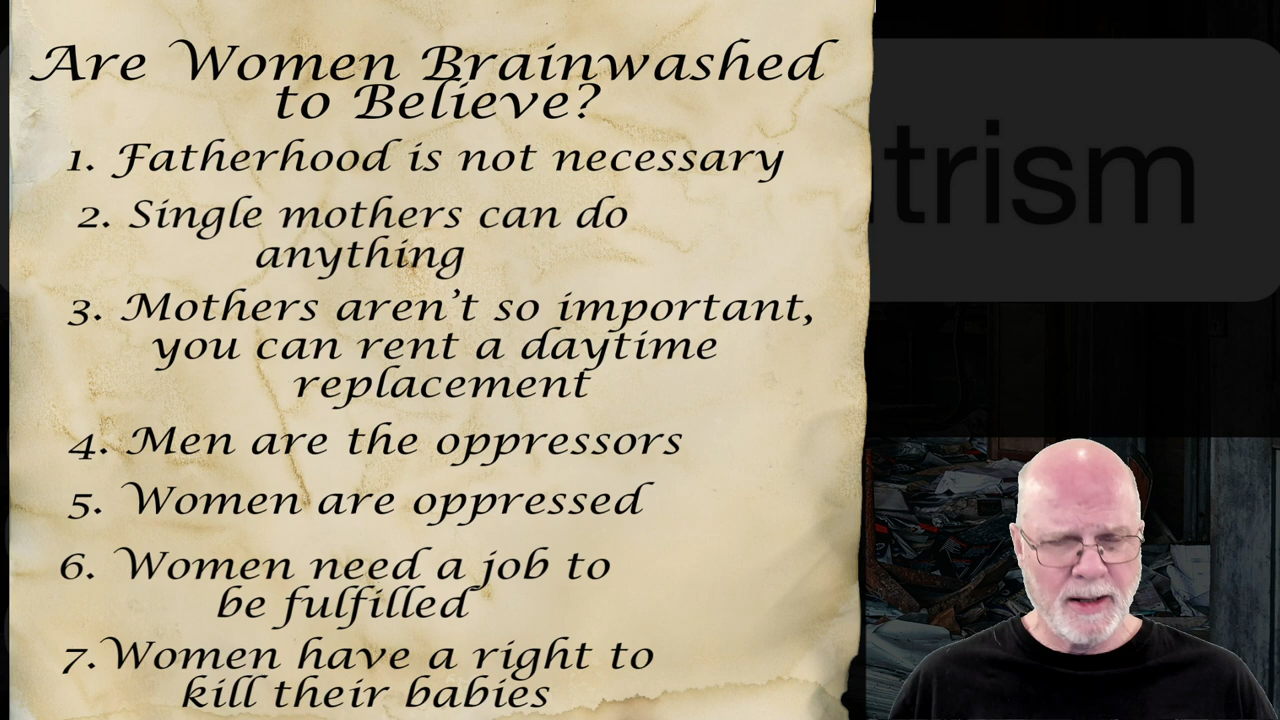 Are Women Brainwashed
to Believe?
1. Fatherhood is not necessary
2. Single mothers can do
anything
3. Mothers aren't so important,
you can rent a daytime
replacement
4. Men are the oppressors
5. Women are oppressed
6. Women need a job to
be fulfilled
7. Women have a right to
kill their babies
trism